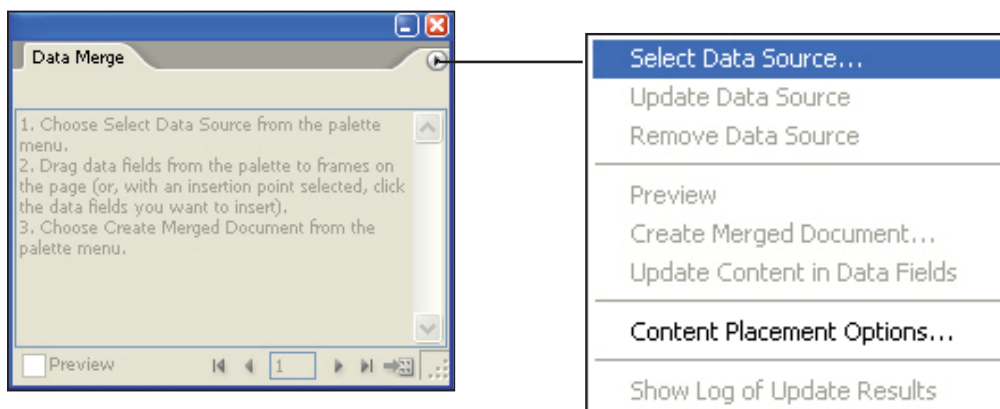 Data Merge
1. Choose Select Data Source from the palette
menu.
2. Drag data fields from the palette to frames on
the page (or, with an insertion point selected, click
the data fields you want to insert).
3. Choose Create Merged Document from the
palette menu.
Preview
1
Select Data Source...
Update Data Source
Remove Data Source
Preview
Create Merged Document...
Update Content in Data Fields
Content Placement Options...
Show Log of Update Results